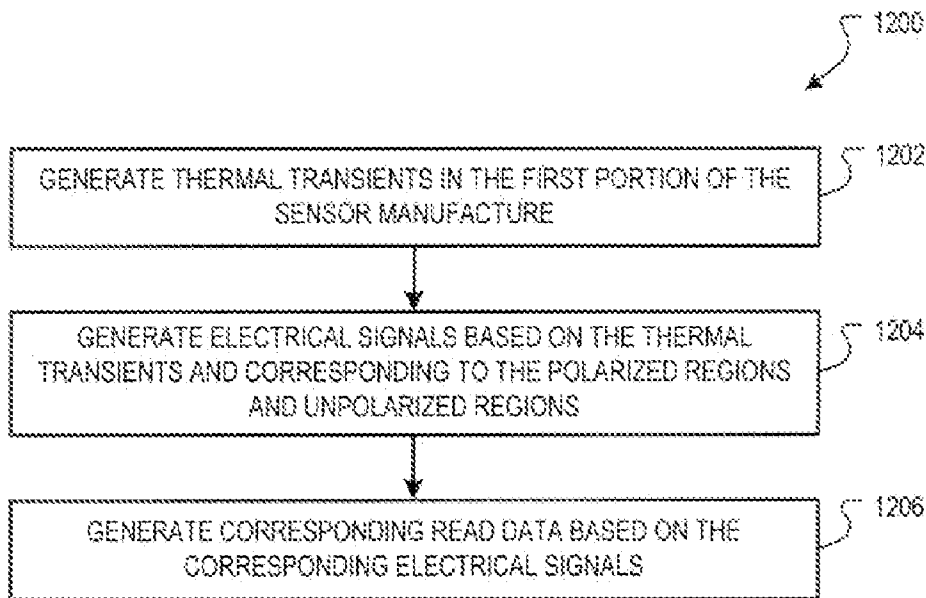 1200
1202
GENERATE THERMAL TRANSIENTS IN THE FIRST PORTION OF THE
SENSOR MANUFACTURE
1204
GENERATE ELECTRICAL SIGNALS BASED ON THE THERMAL
TRANSIENTS AND CORRESPONDING TO THE POLARIZED REGIONS
AND UNPOLARIZED REGIONS
1206
GENERATE CORRESPONDING READ DATA BASED ON THE
CORRESPONDING ELECTRICAL SIGNALS